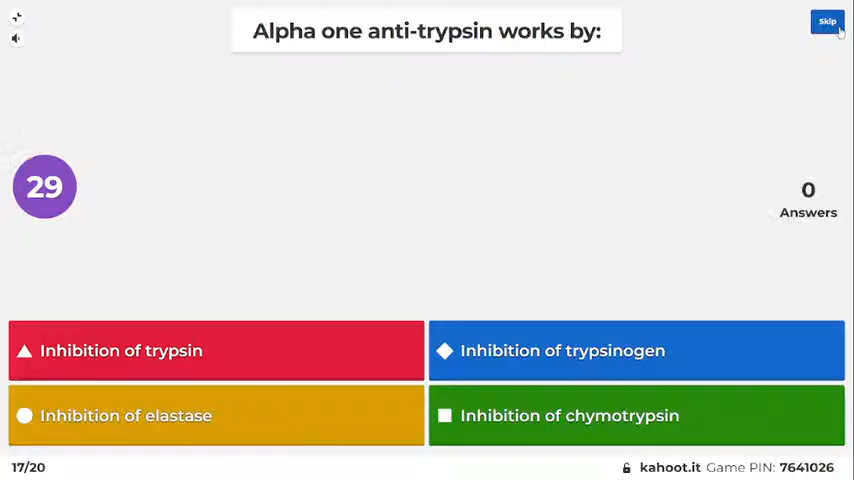 Alpha one anti-trypsin works by:
Skip
29
0
Answers
Inhibition of trypsin
Inhibition of trypsinogen
Inhibition of elastase
Inhibition of chymotrypsin
17/20
kahoot.it Game PIN: 7641026